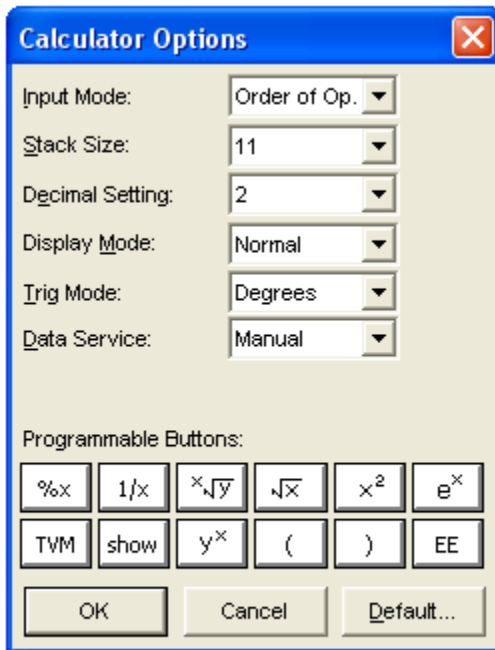 Calculator Options
Input Mode: Order of Op.
Stack Size: 11
Decimal Setting: 2
Display Mode: Normal
Trig Mode: Degrees
Data Service: Manual
Programmable Buttons:
%x 1/x ˣ√y √x x² eˣ
TVM show yˣ ( ) EE
OK Cancel Default...